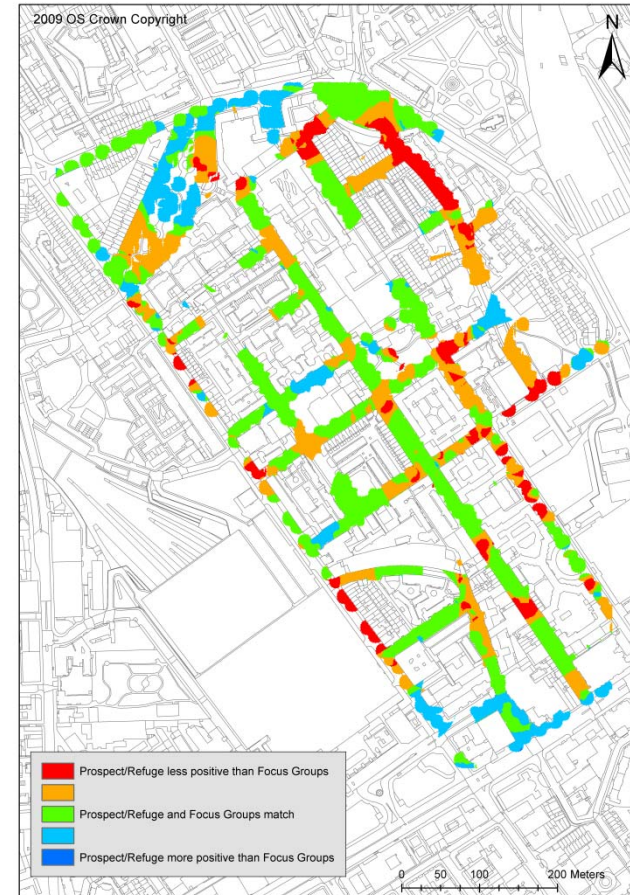 2009 OS Crown Copyright
N
Prospect/Refuge less positive than Focus Groups
Prospect/Refuge and Focus Groups match
Prospect/Refuge more positive than Focus Groups
0 50 100 200 Meters